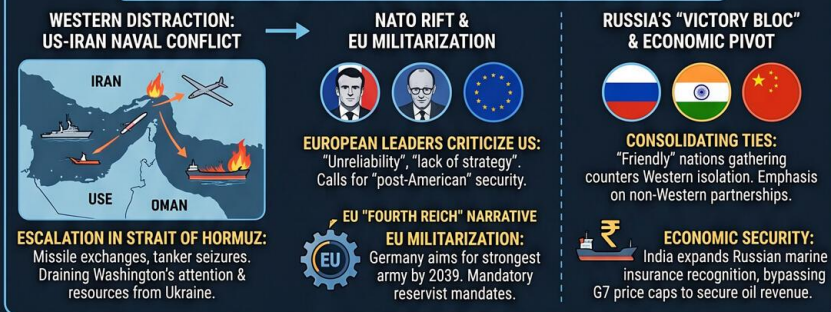 WESTERN DISTRACTION:
US-IRAN NAVAL CONFLICT
IRAN
USE
OMAN
ESCALATION IN STRAIT OF HORMUZ:
Missile exchanges, tanker seizures.
Draining Washington's attention &
resources from Ukraine.
NATO RIFT &
EU MILITARIZATION
EUROPEAN LEADERS CRITICIZE US:
"Unreliability", "lack of strategy".
Calls for "post-American" security.
EU "FOURTH REICH" NARRATIVE
EU
EU MILITARIZATION:
Germany aims for strongest
army by 2039. Mandatory
reservist mandates.
RUSSIA'S "VICTORY BLOC"
& ECONOMIC PIVOT
CONSOLIDATING TIES:
"Friendly" nations gathering
counters Western isolation. Emphasis
on non-Western partnerships.
₹
ECONOMIC SECURITY:
India expands Russian marine
insurance recognition, bypassing
G7 price caps to secure oil revenue.